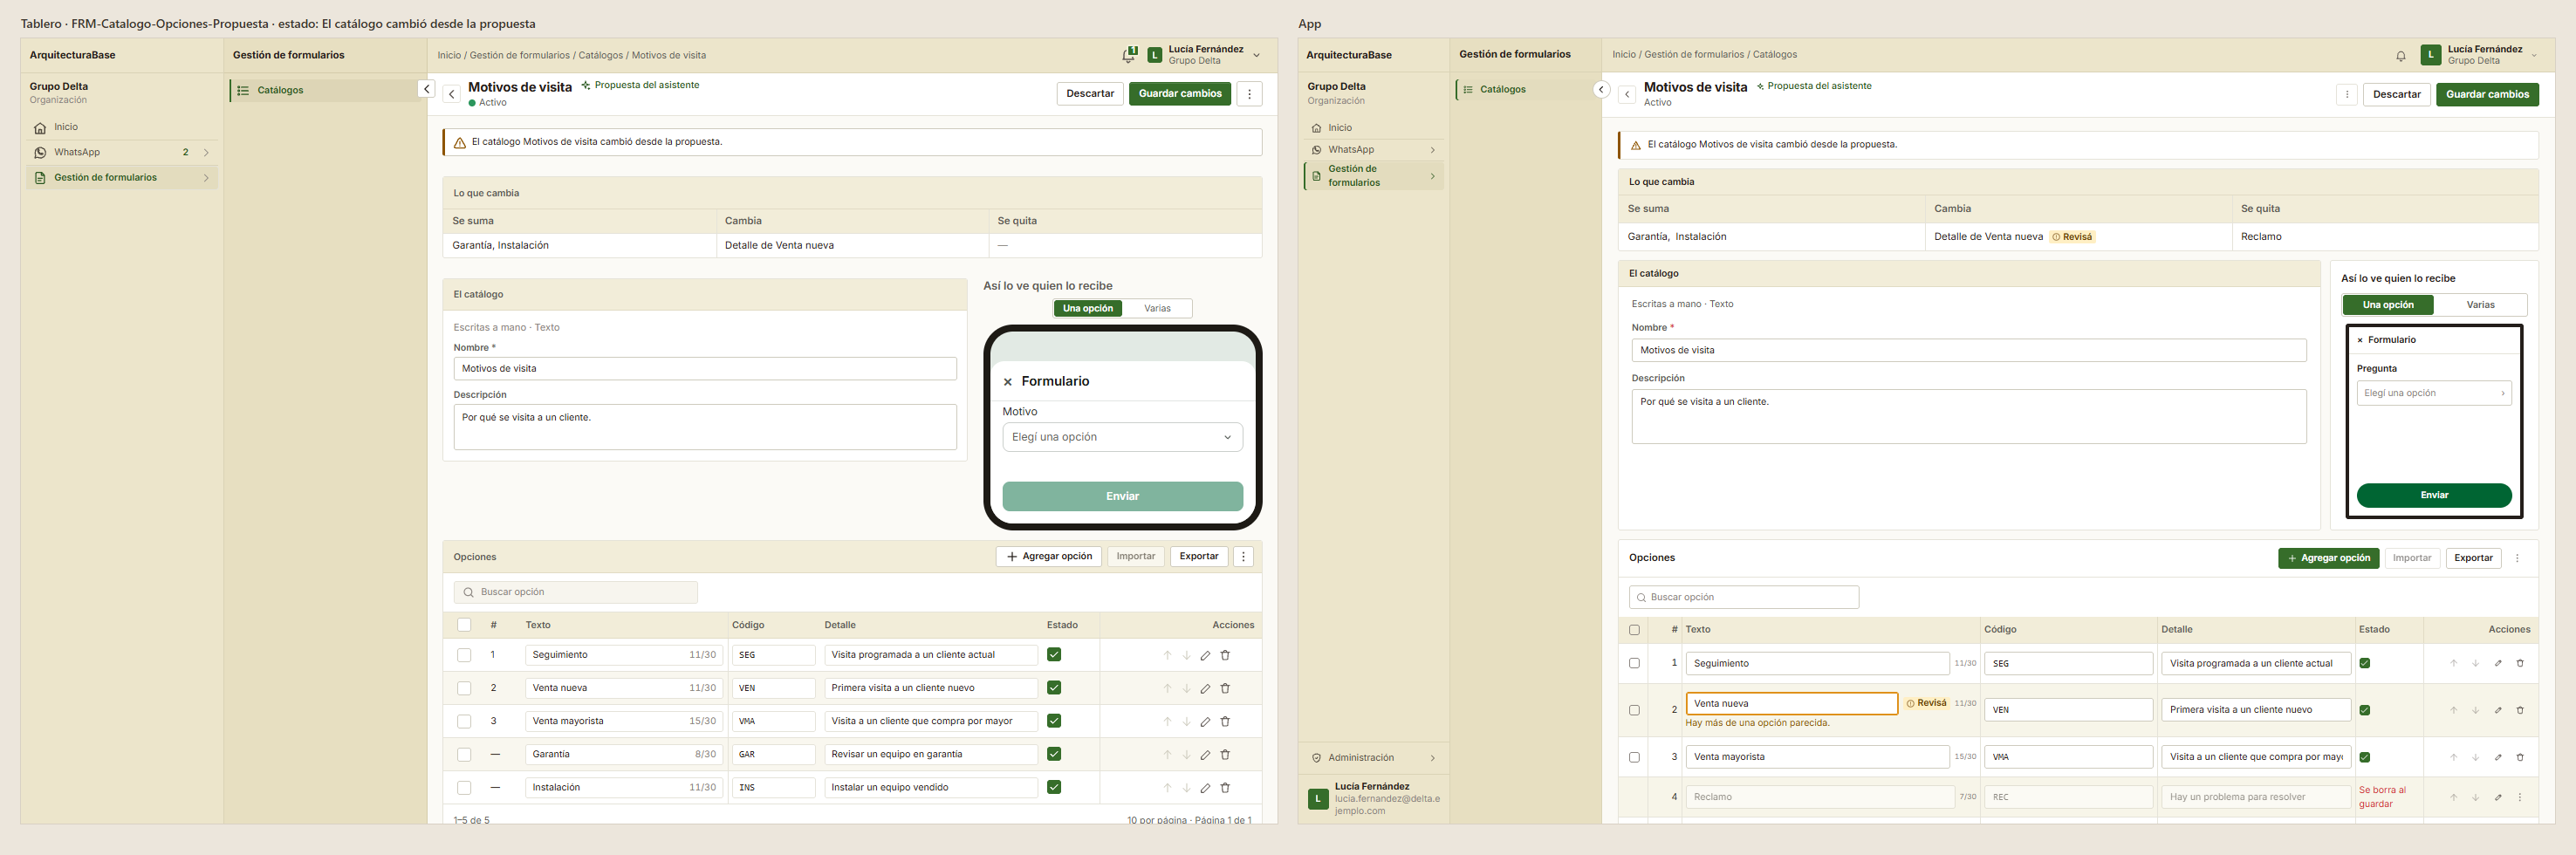 Tablero · FRM-Catalogo-Opciones-Propuesta · estado: El catálogo cambió desde la propuesta
ArquitecturaBase
Grupo Delta
Organización
Inicio
WhatsApp 2
Gestión de formularios
Gestión de formularios
Catálogos
Inicio / Gestión de formularios / Catálogos / Motivos de visita
1
L
Lucía Fernández
Grupo Delta
Motivos de visita
Propuesta del asistente
Activo
Descartar
Guardar cambios
El catálogo Motivos de visita cambió desde la propuesta.
Lo que cambia
Se suma Cambia Se quita
Garantía, Instalación Detalle de Venta nueva —
El catálogo
Escritas a mano · Texto
Nombre *
Motivos de visita
Descripción
Por qué se visita a un cliente.
Así lo ve quien lo recibe
Una opción Varias
× Formulario
Motivo
Elegí una opción
Enviar
Opciones
+ Agregar opción Importar Exportar
Buscar opción
# Texto Código Detalle Estado Acciones
1 Seguimiento 11/30 SEG Visita programada a un cliente actual
2 Venta nueva 11/30 VEN Primera visita a un cliente nuevo
3 Venta mayorista 15/30 VMA Visita a un cliente que compra por mayor
— Garantía 8/30 GAR Revisar un equipo en garantía
— Instalación 11/30 INS Instalar un equipo vendido
1–5 de 5 10 por página · Página 1 de 1
App
ArquitecturaBase
Grupo Delta
Organización
Inicio
WhatsApp
Gestión de
formularios
Administración
L
Lucía Fernández
lucia.fernandez@delta.e
jemplo.com
Gestión de formularios
Catálogos
Inicio / Gestión de formularios / Catálogos
L
Lucía Fernández
Grupo Delta
Motivos de visita
Propuesta del asistente
Activo
Descartar
Guardar cambios
El catálogo Motivos de visita cambió desde la propuesta.
Lo que cambia
Se suma Cambia Se quita
Garantía, Instalación Detalle de Venta nueva Revisá Reclamo
El catálogo
Escritas a mano · Texto
Nombre *
Motivos de visita
Descripción
Por qué se visita a un cliente.
Así lo ve quien lo recibe
Una opción Varias
× Formulario
Pregunta
Elegí una opción
Enviar
Opciones
+ Agregar opción Importar Exportar
Buscar opción
# Texto Código Detalle Estado Acciones
1 Seguimiento 11/30 SEG Visita programada a un cliente actual
2 Venta nueva Revisá 11/30 VEN Primera visita a un cliente nuevo
Hay más de una opción parecida.
3 Venta mayorista 15/30 VMA Visita a un cliente que compra por
4 Reclamo 7/30 REC Hay un problema para resolver Se borra al
guardar